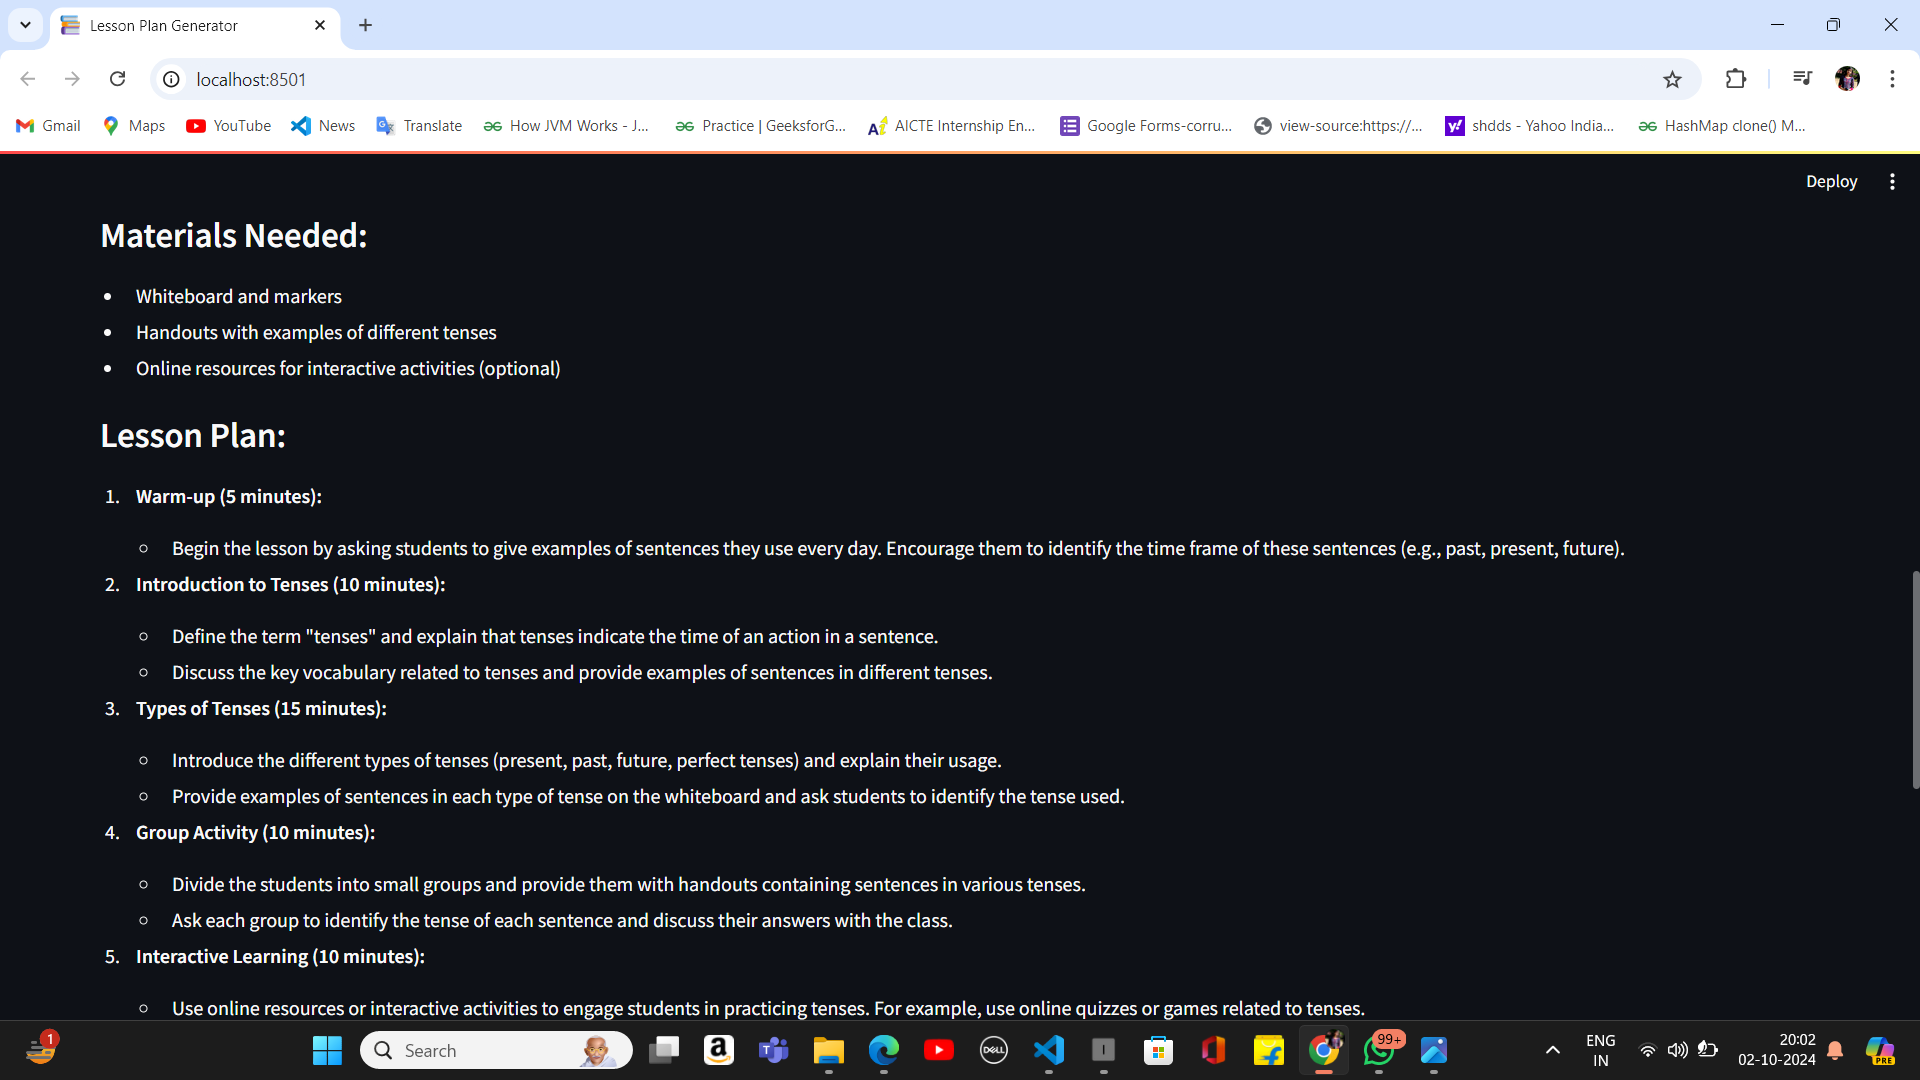 Lesson Plan Generator
localhost:8501
Gmail Maps YouTube News Translate How JVM Works - J... Practice | GeeksforG... AICTE Internship En... Google Forms-corru... view-source:https://... shdds - Yahoo India... HashMap clone() M...
Deploy
Materials Needed:
• Whiteboard and markers
• Handouts with examples of different tenses
• Online resources for interactive activities (optional)
Lesson Plan:
1. Warm-up (5 minutes):
◦ Begin the lesson by asking students to give examples of sentences they use every day. Encourage them to identify the time frame of these sentences (e.g., past, present, future).
2. Introduction to Tenses (10 minutes):
◦ Define the term "tenses" and explain that tenses indicate the time of an action in a sentence.
◦ Discuss the key vocabulary related to tenses and provide examples of sentences in different tenses.
3. Types of Tenses (15 minutes):
◦ Introduce the different types of tenses (present, past, future, perfect tenses) and explain their usage.
◦ Provide examples of sentences in each type of tense on the whiteboard and ask students to identify the tense used.
4. Group Activity (10 minutes):
◦ Divide the students into small groups and provide them with handouts containing sentences in various tenses.
◦ Ask each group to identify the tense of each sentence and discuss their answers with the class.
5. Interactive Learning (10 minutes):
◦ Use online resources or interactive activities to engage students in practicing tenses. For example, use online quizzes or games related to tenses.
1
Search
DELL
99+
ENG
IN
20:02
02-10-2024
PRE